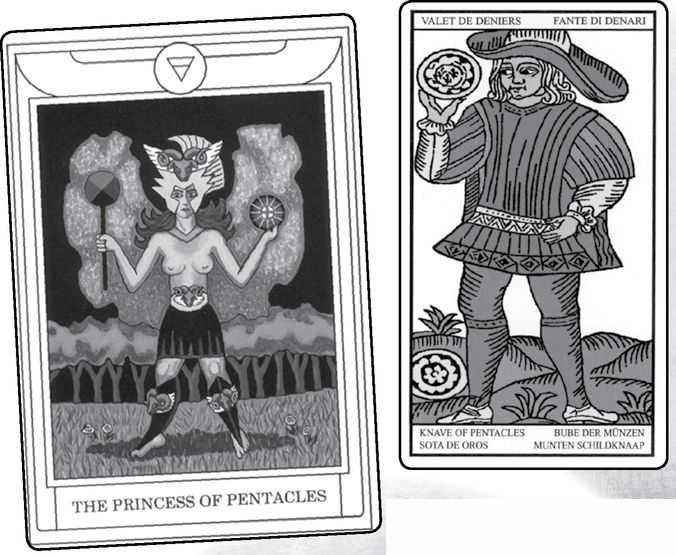 THE PRINCESS OF PENTACLES
VALET DE DENIERS
FANTE DI DENARI
KNAVE OF PENTACLES
BUBE DER MÜNZEN
SOTA DE OROS
MUNTEN SCHILDKNAAP